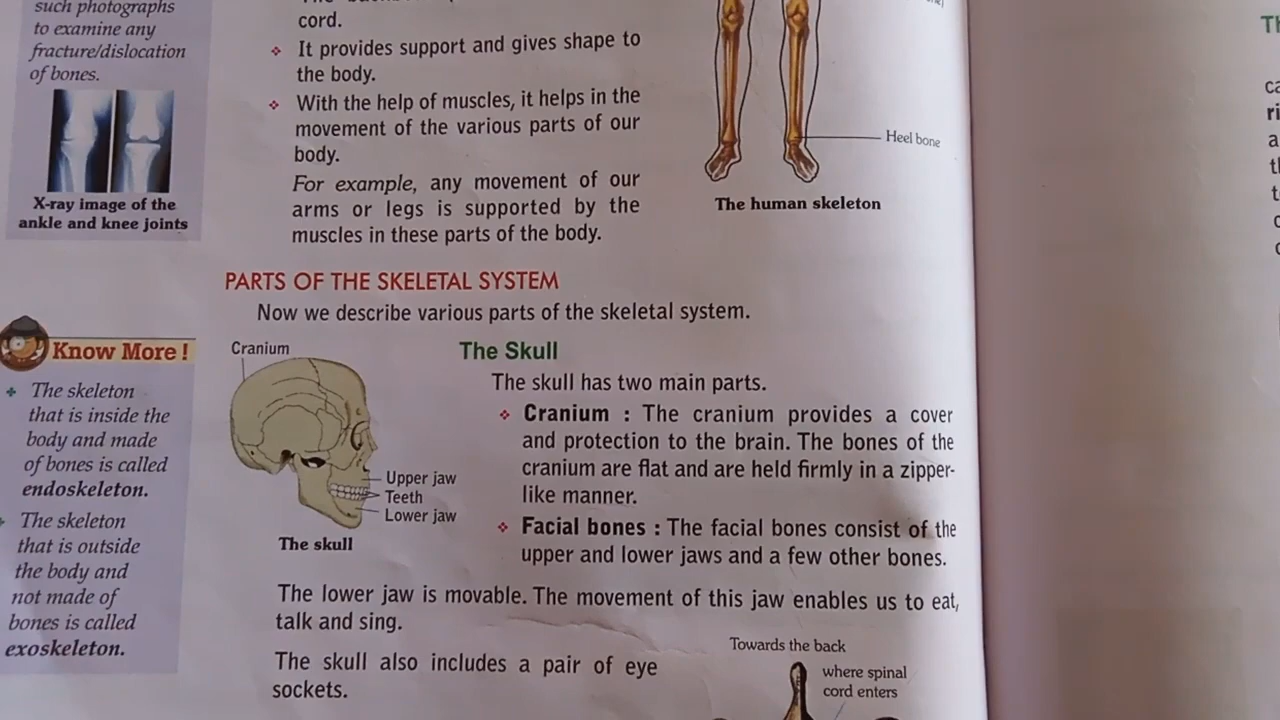 such photographs
to examine any
fracture/dislocation
of bones.
X-ray image of the
ankle and knee joints
cord.
It provides support and gives shape to
the body.
With the help of muscles, it helps in the
movement of the various parts of our
body.
For example, any movement of our
arms or legs is supported by the
muscles in these parts of the body.
Heel bone
The human skeleton
PARTS OF THE SKELETAL SYSTEM
Now we describe various parts of the skeletal system.
Know More !
The skeleton
that is inside the
body and made
of bones is called
endoskeleton.
The skeleton
that is outside
the body and
not made of
bones is called
exoskeleton.
Cranium
Upper jaw
Teeth
Lower jaw
The skull
The Skull
The skull has two main parts.
Cranium : The cranium provides a cover
and protection to the brain. The bones of the
cranium are flat and are held firmly in a zipper-
like manner.
Facial bones : The facial bones consist of the
upper and lower jaws and a few other bones.
The lower jaw is movable. The movement of this jaw enables us to eat,
talk and sing.
The skull also includes a pair of eye
sockets.
Towards the back
where spinal
cord enters